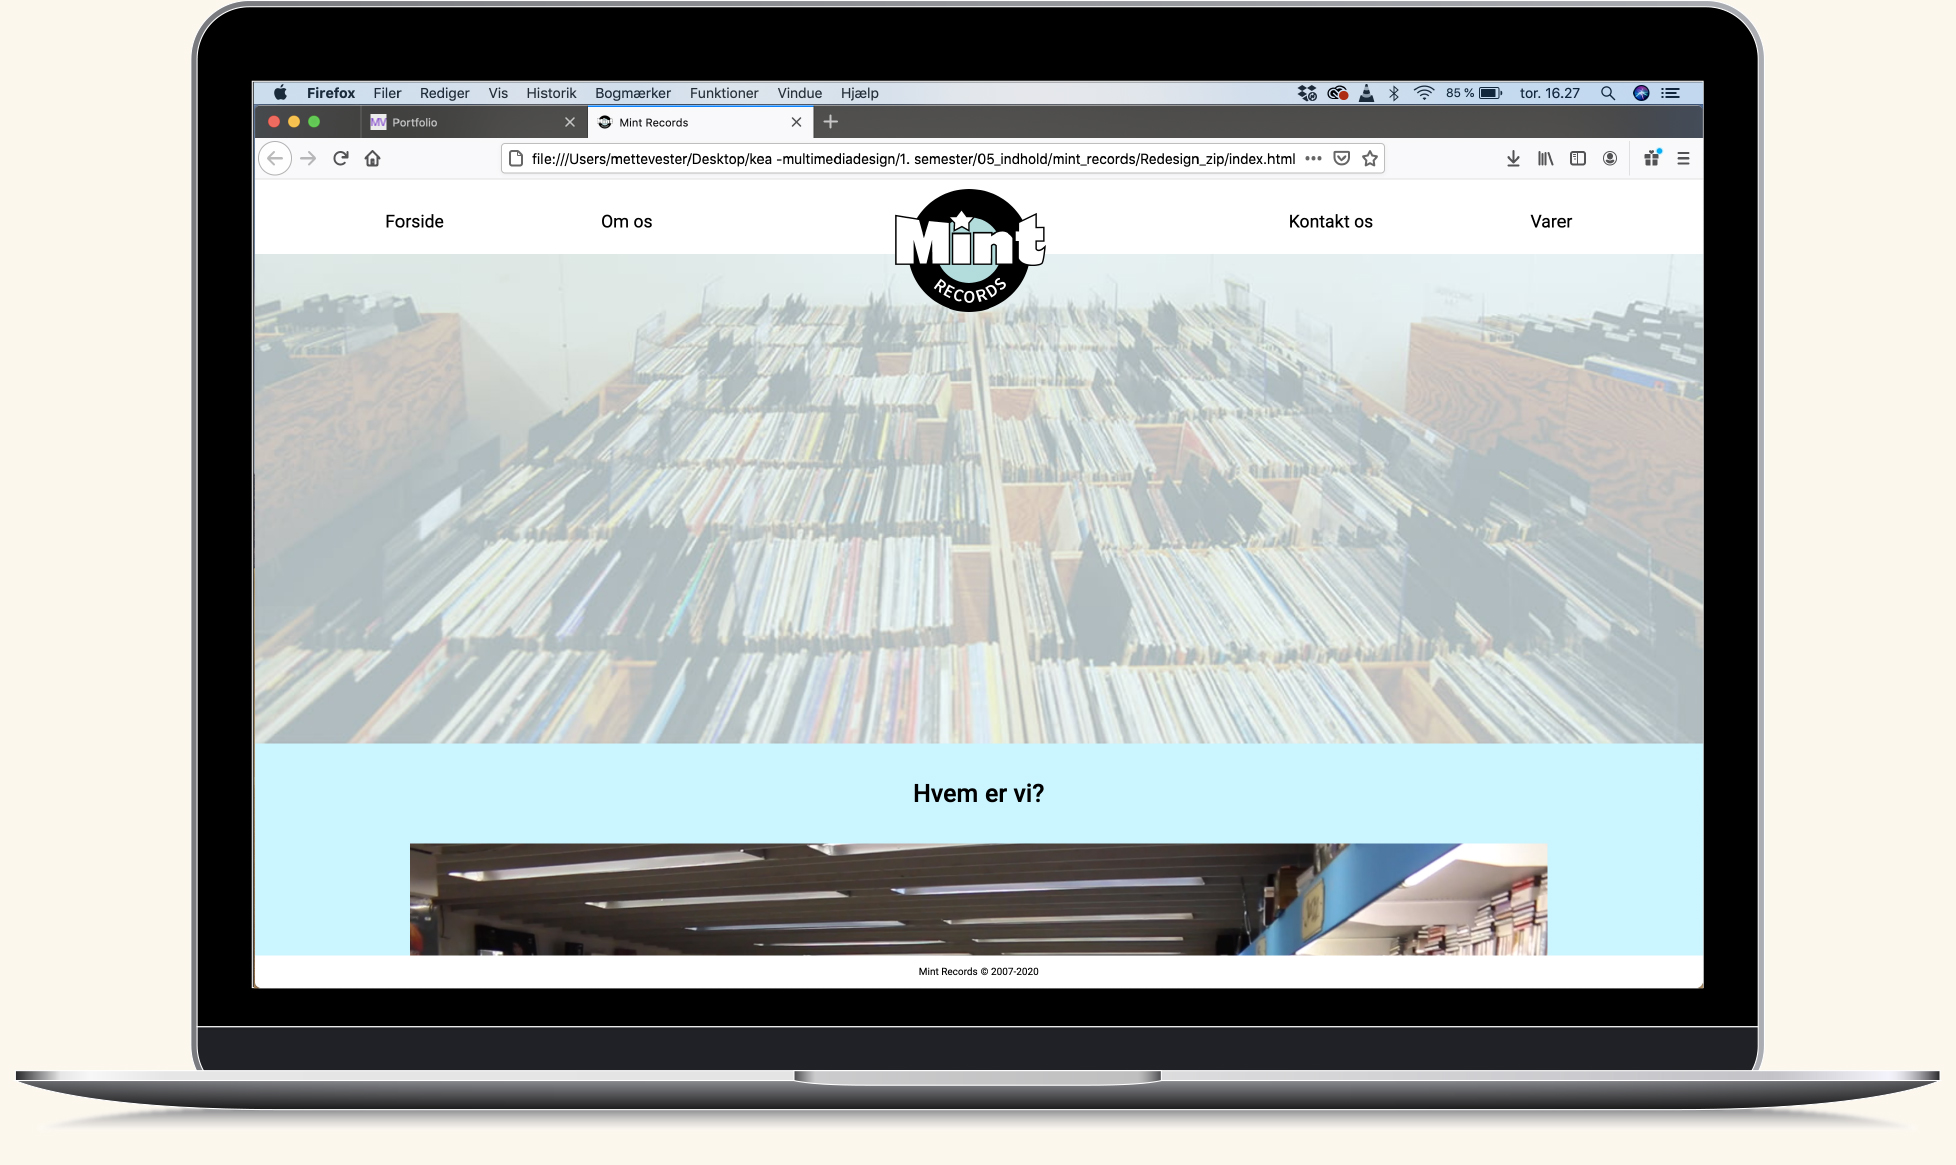 Firefox Filer Rediger Vis Historik Bogmærker Funktioner Vindue Hjælp 85 % tor. 16.27
MV Portfolio Mint Records
file:///Users/mettevester/Desktop/kea -multimediadesign/1. semester/05_indhold/mint_records/Redesign_zip/index.html
Forside Om os Mint Kontakt os Varer
RECORDS
Hvem er vi?
Mint Records © 2007-2020